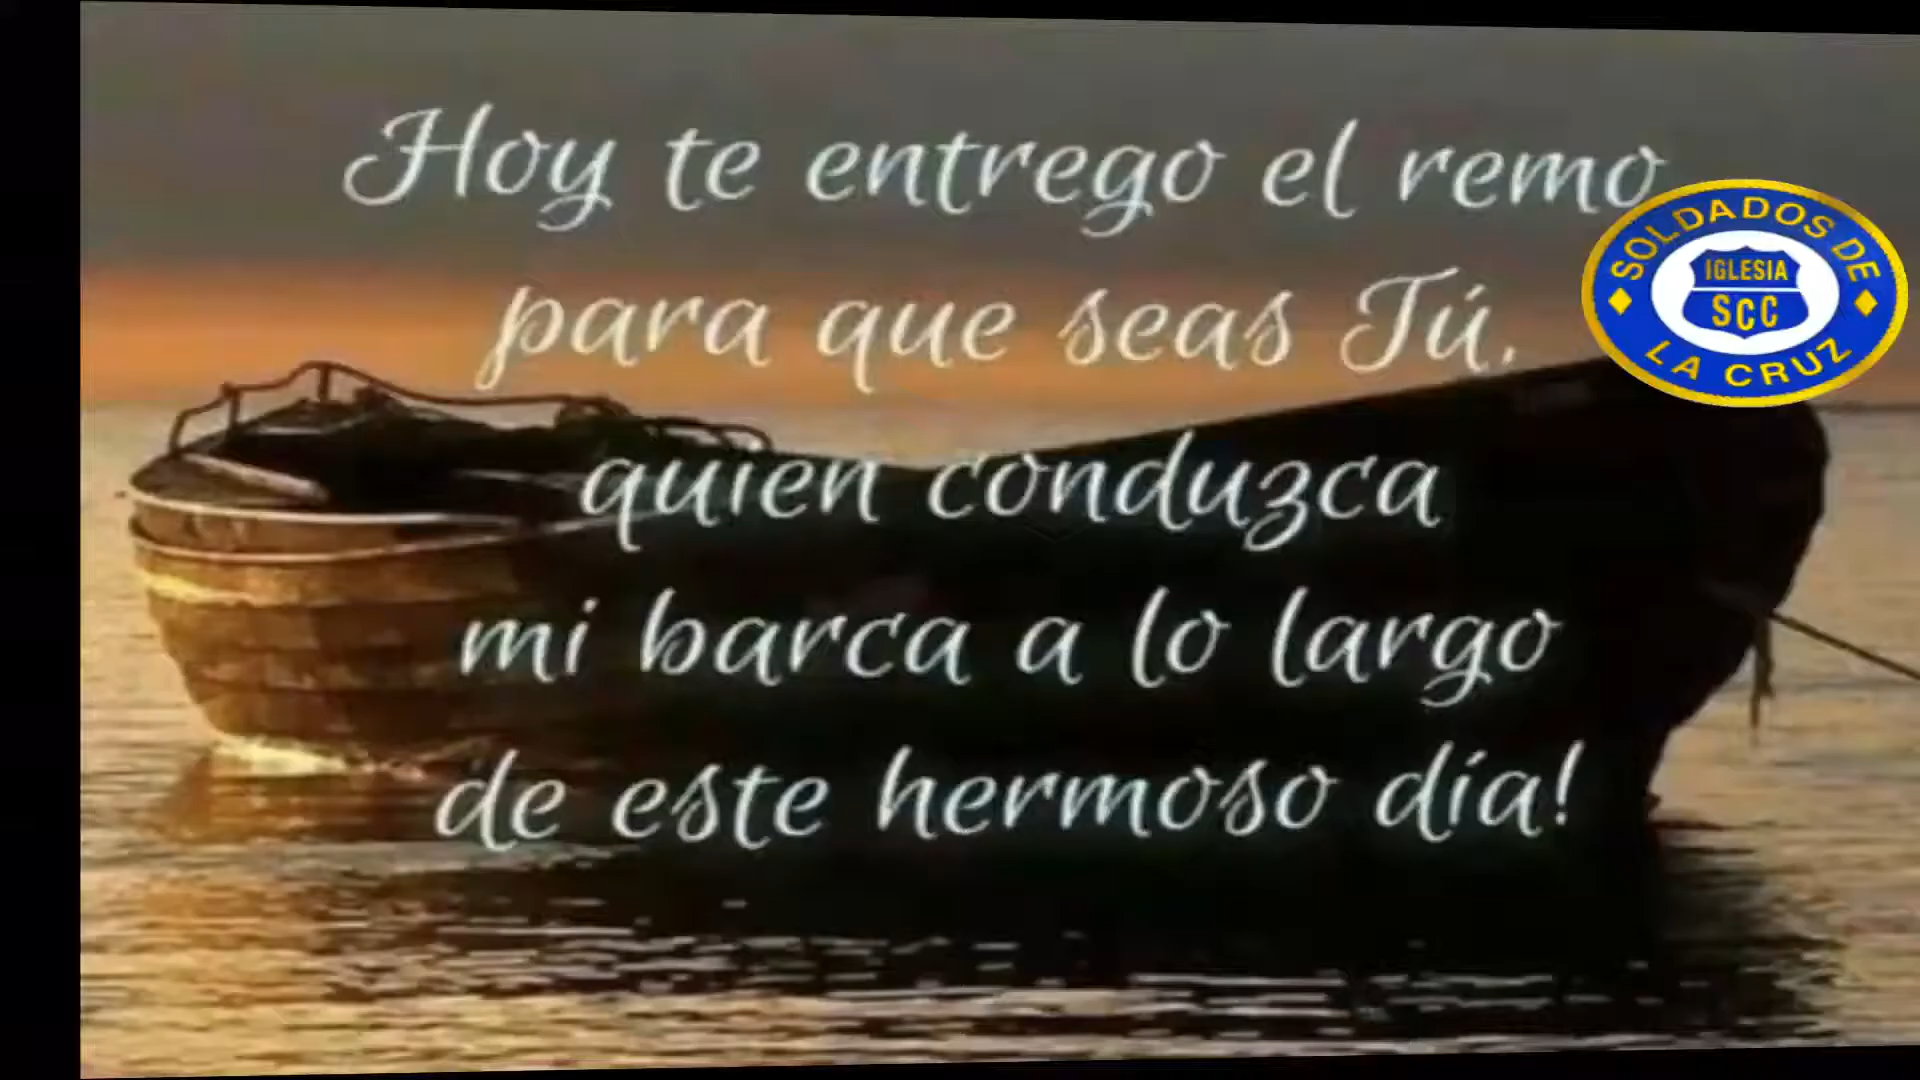 Hoy te entrego el remo
para que seas Tú,
quien conduzca
mi barca a lo largo
de este hermoso día!
SOLDADOS DE
IGLESIA
SCC
LA CRUZ